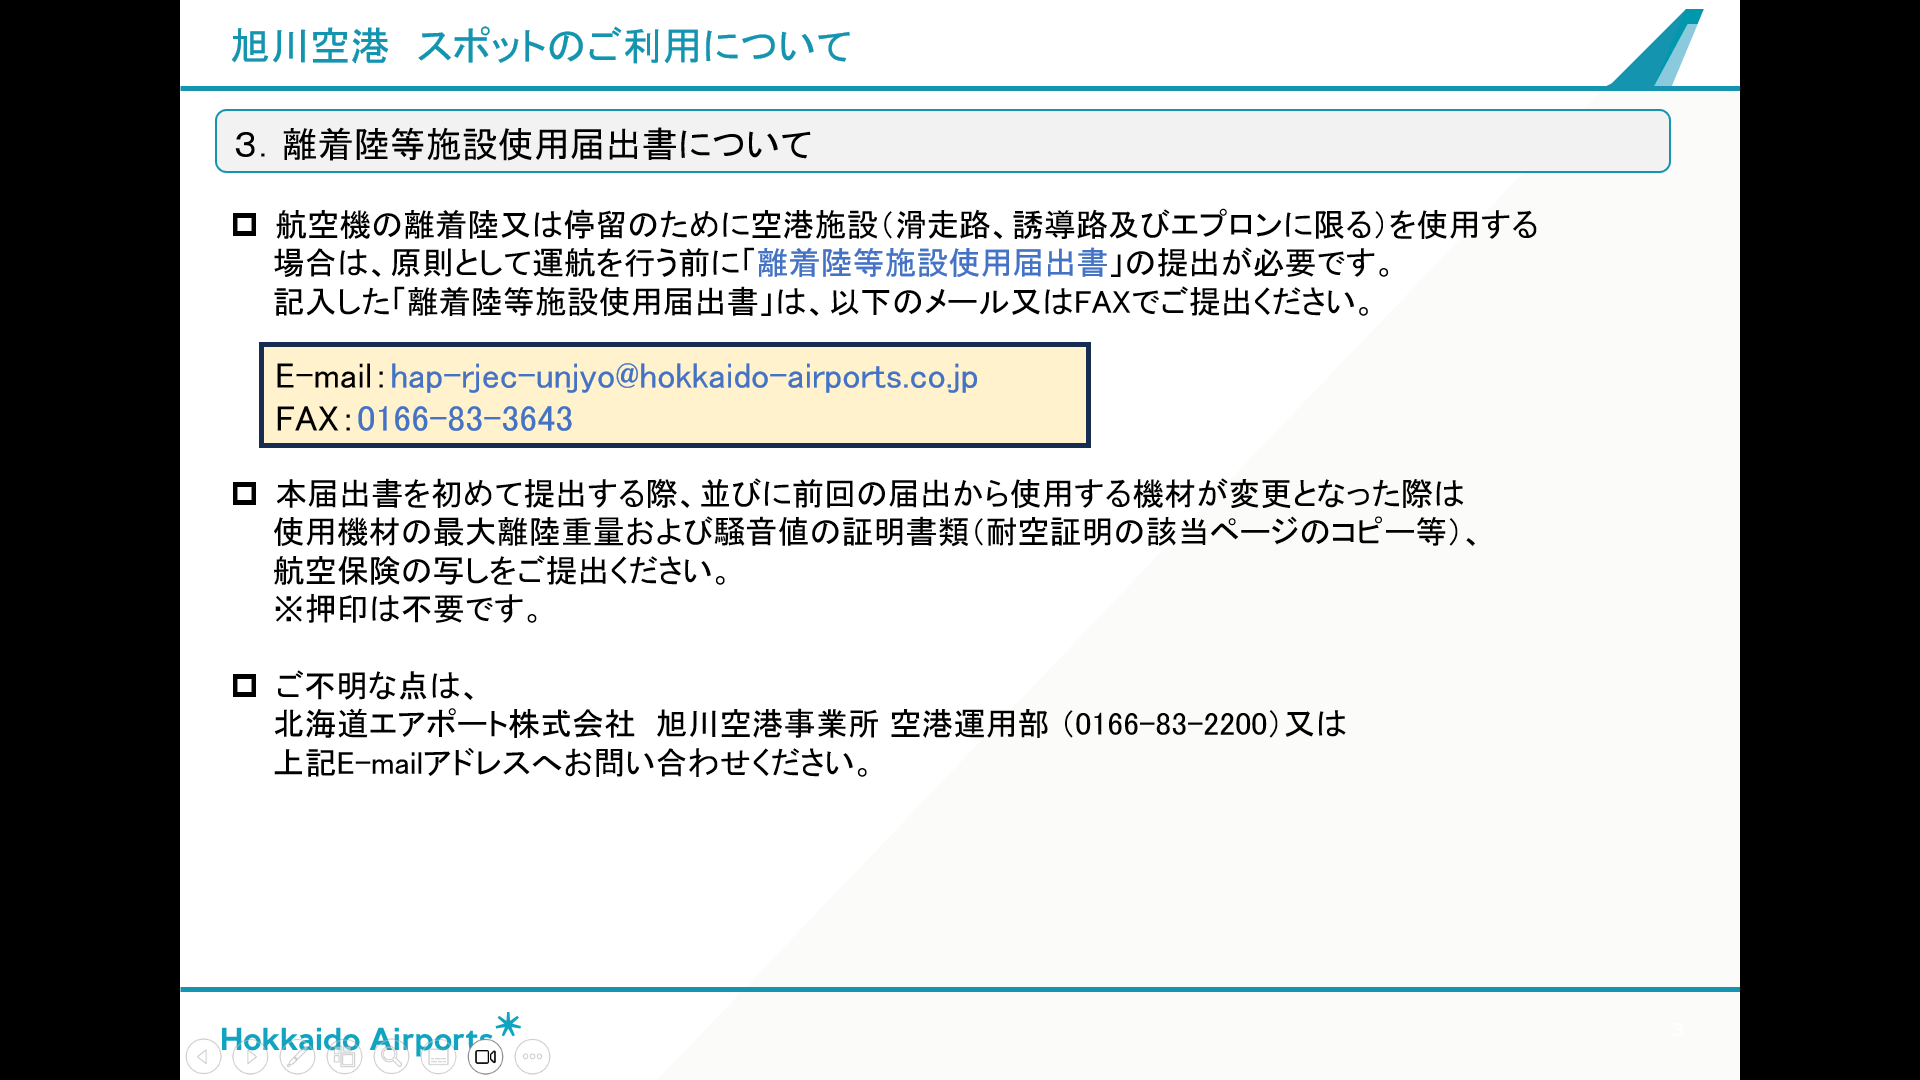 旭川空港　スポットのご利用について
３．離着陸等施設使用届出書について
航空機の離着陸又は停留のために空港施設（滑走路、誘導路及びエプロンに限る）を使用する
場合は、原則として運航を行う前に「離着陸等施設使用届出書」の提出が必要です。
記入した「離着陸等施設使用届出書」は、以下のメール又はFAXでご提出ください。
E-mail：hap-rjec-unjyo@hokkaido-airports.co.jp
FAX：0166-83-3643
本届出書を初めて提出する際、並びに前回の届出から使用する機材が変更となった際は
使用機材の最大離陸重量および騒音値の証明書類（耐空証明の該当ページのコピー等）、
航空保険の写しをご提出ください。
※押印は不要です。
ご不明な点は、
北海道エアポート株式会社　旭川空港事業所 空港運用部 （0166-83-2200）又は
上記E-mailアドレスへお問い合わせください。
Hokkaido Airports